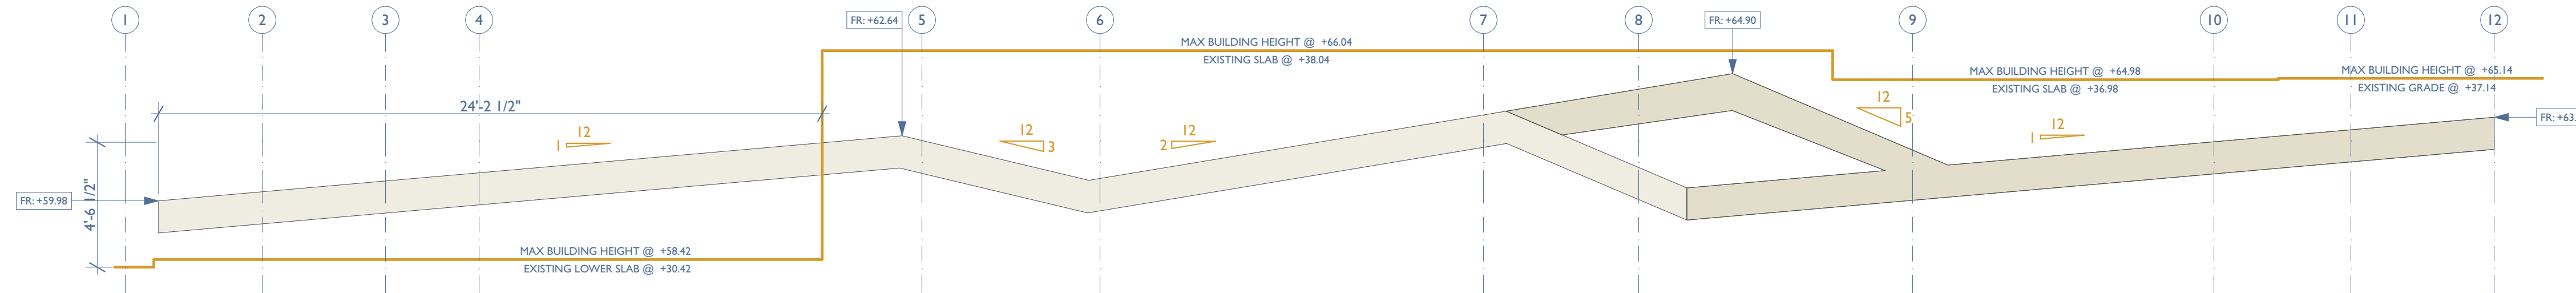 1 2 3 4 5 6 7 8 9 10 11 12
FR: +62.64
FR: +64.90
MAX BUILDING HEIGHT @ +66.04
EXISTING SLAB @ +38.04
MAX BUILDING HEIGHT @ +64.98
EXISTING SLAB @ +36.98
MAX BUILDING HEIGHT @ +65.14
EXISTING GRADE @ +37.14
24'-2 1/2"
12
1
12
3
12
2
12
5
12
1
FR: +63.
4'-6 1/2"
FR: +59.98
MAX BUILDING HEIGHT @ +58.42
EXISTING LOWER SLAB @ +30.42